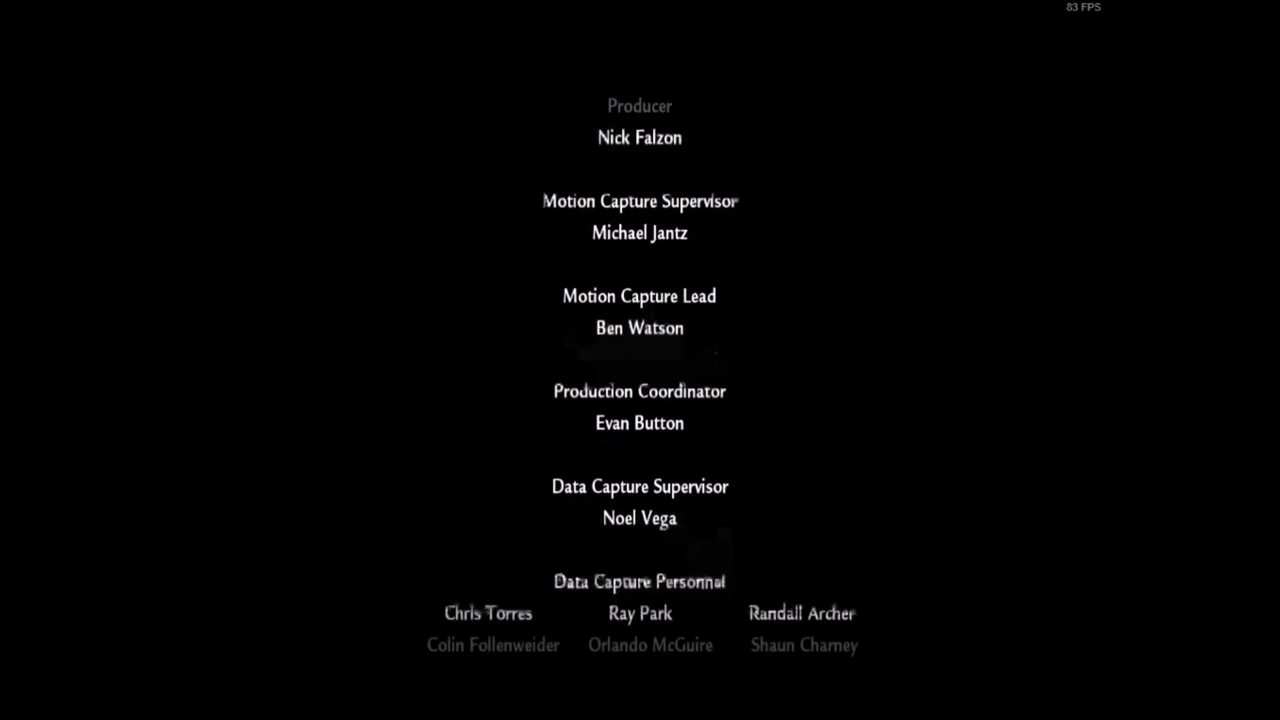 83 FPS
Producer
Nick Falzon
Motion Capture Supervisor
Michael Jantz
Motion Capture Lead
Ben Watson
Production Coordinator
Evan Button
Data Capture Supervisor
Noel Vega
Data Capture Personnal
Chris Torres Ray Park Randall Archer
Colin Follenweider Orlando McGuire Shaun Charney